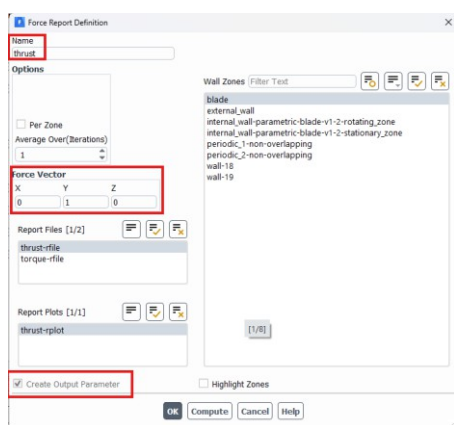 Force Report Definition
Name
thrust
Options
Per Zone
Average Over(Iterations)
1
Force Vector
X Y Z
0 1 0
Report Files [1/2]
thrust-rfile
torque-rfile
Report Plots [1/1]
thrust-rplot
Create Output Parameter
Wall Zones Filter Text
blade
external_wall
internal_wall-parametric-blade-v1-2-rotating_zone
internal_wall-parametric-blade-v1-2-stationary_zone
periodic_1-non-overlapping
periodic_2-non-overlapping
wall-18
wall-19
[1/8]
Highlight Zones
OK Compute Cancel Help